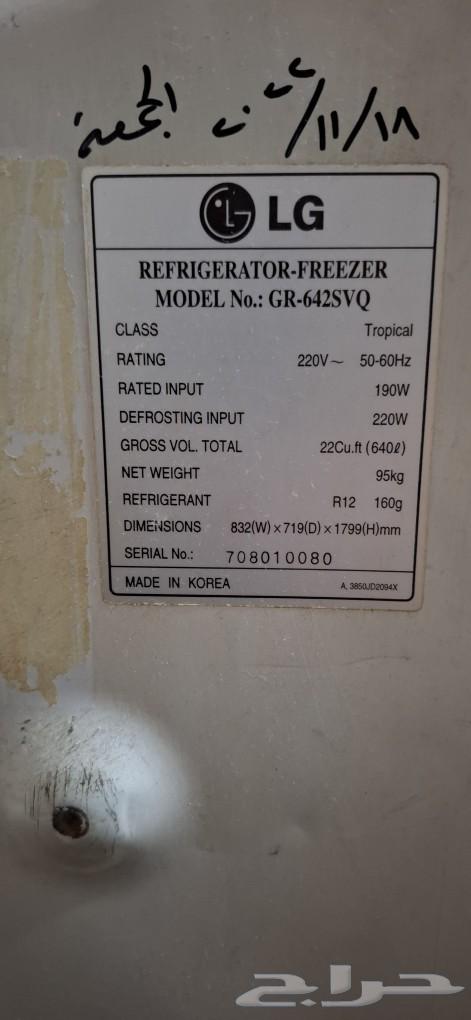 ١٨/١١/ الجمعة
LG
REFRIGERATOR-FREEZER
MODEL No.: GR-642SVQ
CLASS Tropical
RATING 220V～ 50-60Hz
RATED INPUT 190W
DEFROSTING INPUT 220W
GROSS VOL. TOTAL 22Cu.ft (640ℓ)
NET WEIGHT 95kg
REFRIGERANT R12 160g
DIMENSIONS 832(W)×719(D)×1799(H)mm
SERIAL No.: 708010080
MADE IN KOREA A, 3850JD2094X
حراج